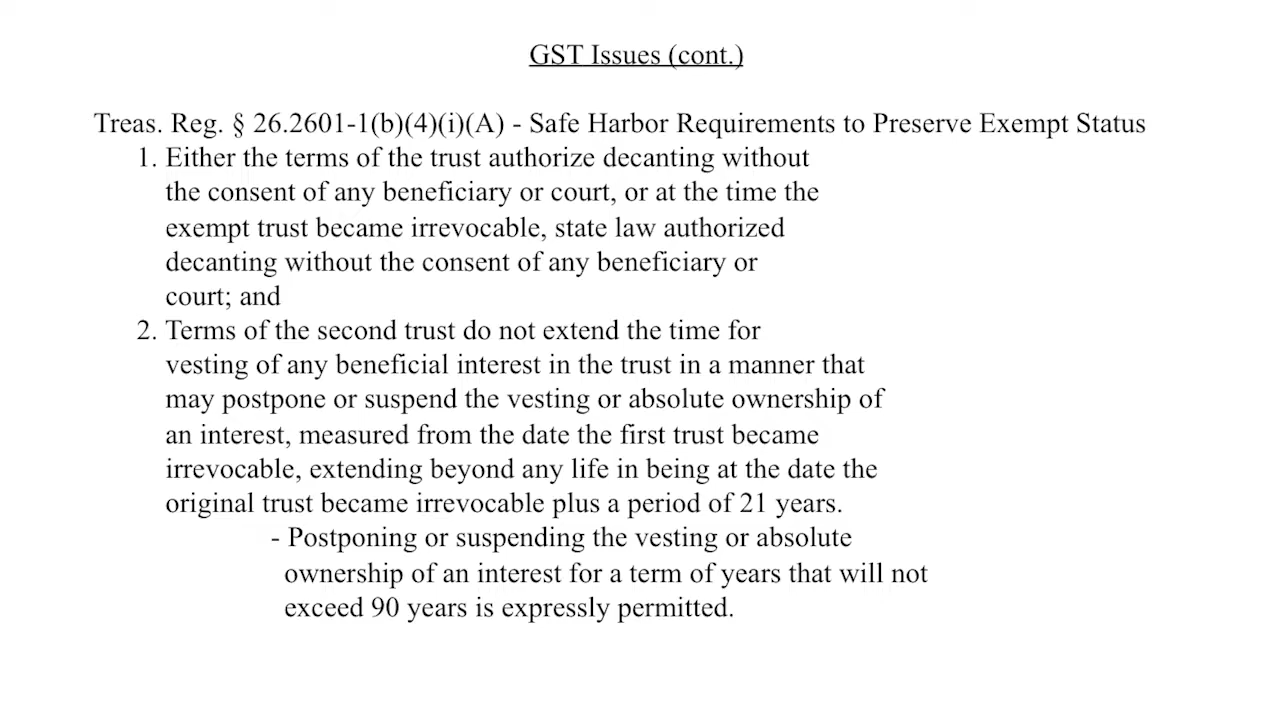 GST Issues (cont.)
Treas. Reg. § 26.2601-1(b)(4)(i)(A) - Safe Harbor Requirements to Preserve Exempt Status
1. Either the terms of the trust authorize decanting without
the consent of any beneficiary or court, or at the time the
exempt trust became irrevocable, state law authorized
decanting without the consent of any beneficiary or
court; and
2. Terms of the second trust do not extend the time for
vesting of any beneficial interest in the trust in a manner that
may postpone or suspend the vesting or absolute ownership of
an interest, measured from the date the first trust became
irrevocable, extending beyond any life in being at the date the
original trust became irrevocable plus a period of 21 years.
- Postponing or suspending the vesting or absolute
ownership of an interest for a term of years that will not
exceed 90 years is expressly permitted.